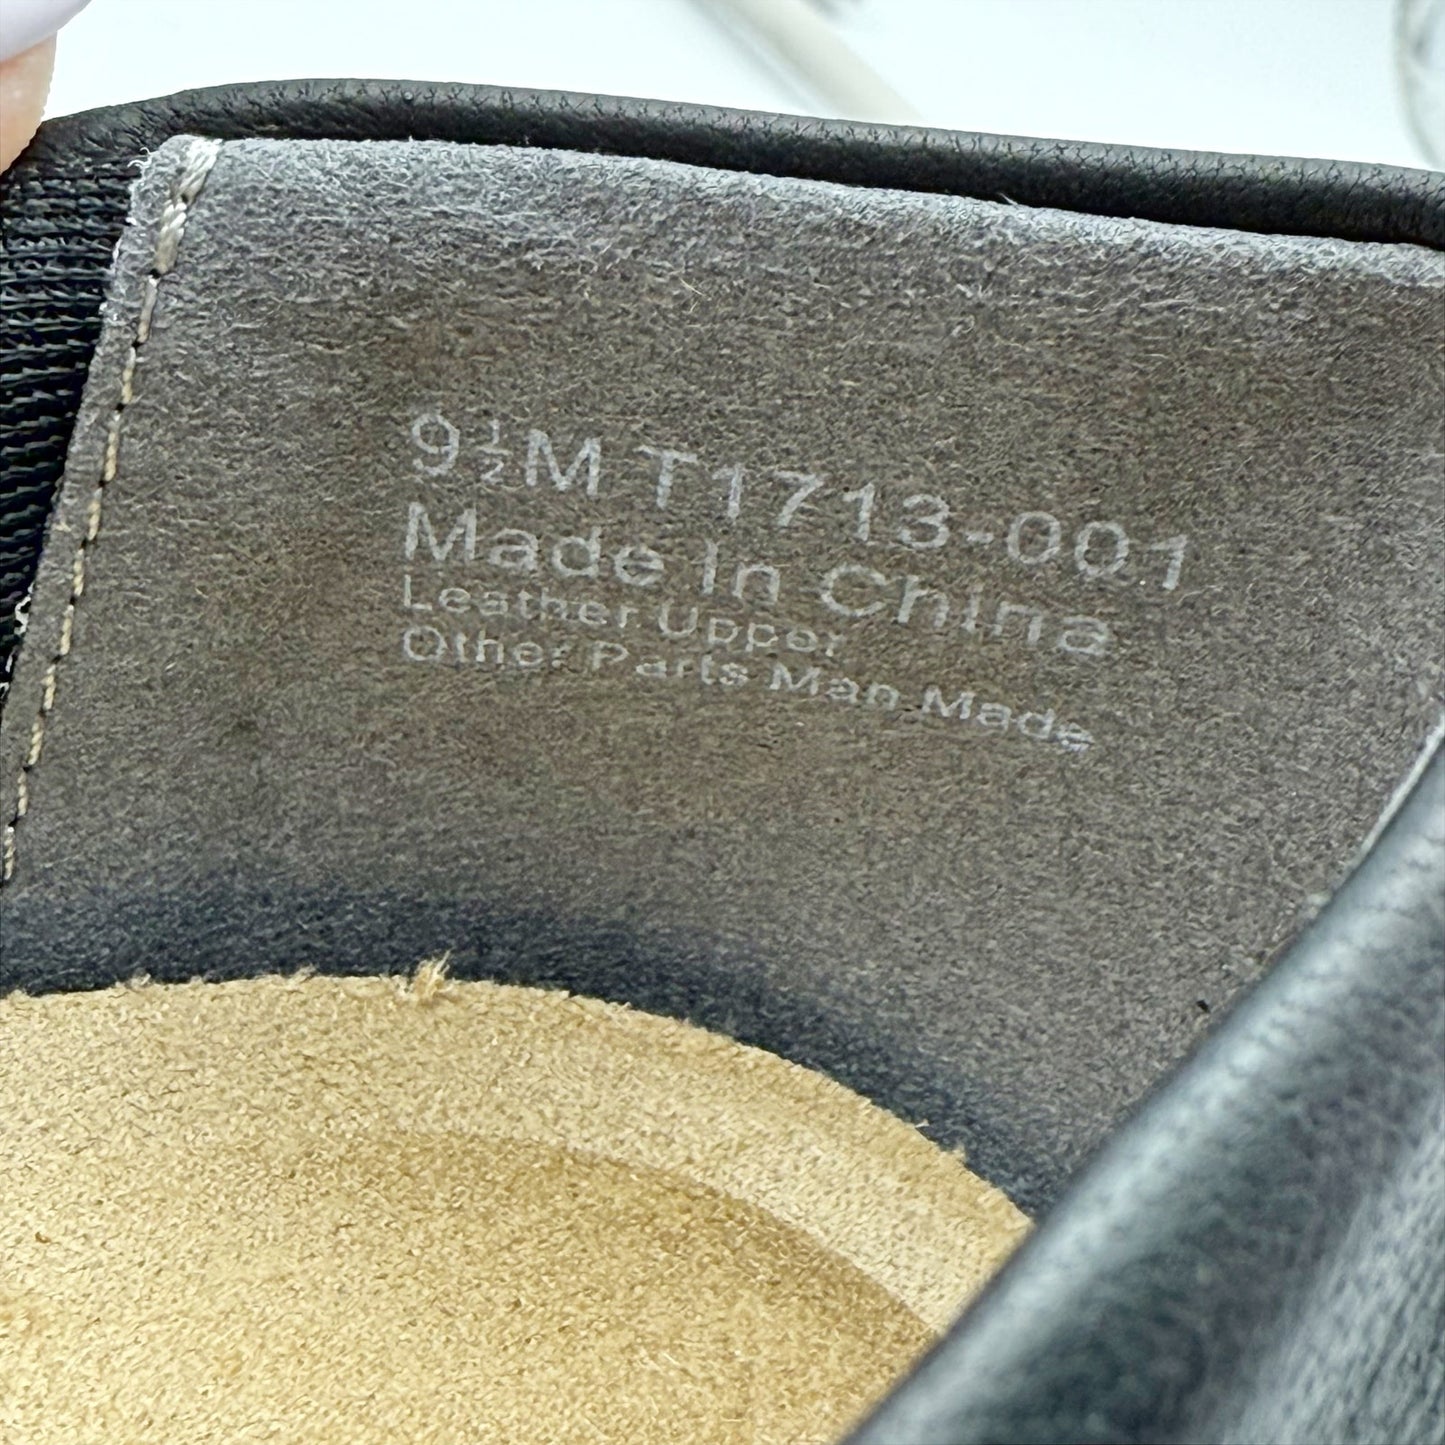 9½M T1713-001
Made In China
Leather Upper
Other Parts Man Made